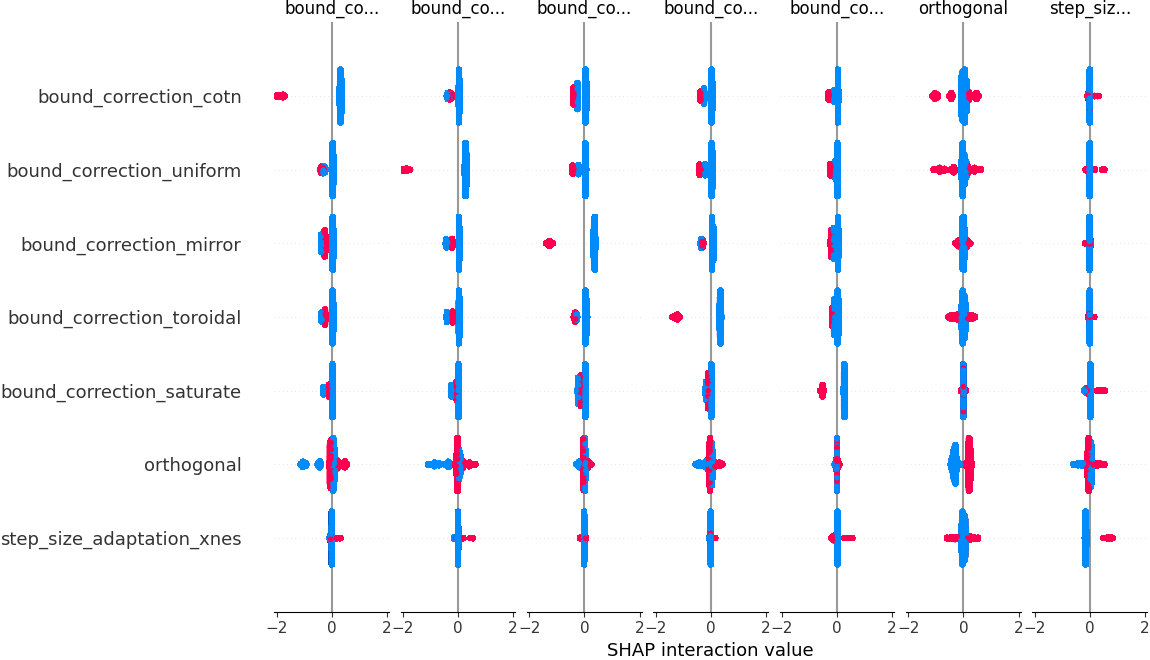 bound_co... bound_co... bound_co... bound_co... bound_co... orthogonal step_siz...
bound_correction_cotn
bound_correction_uniform
bound_correction_mirror
bound_correction_toroidal
bound_correction_saturate
orthogonal
step_size_adaptation_xnes
−2 0 2 −2 0 2 −2 0 2 −2 0 2 −2 0 2 −2 0 2 −2 0 2
SHAP interaction value